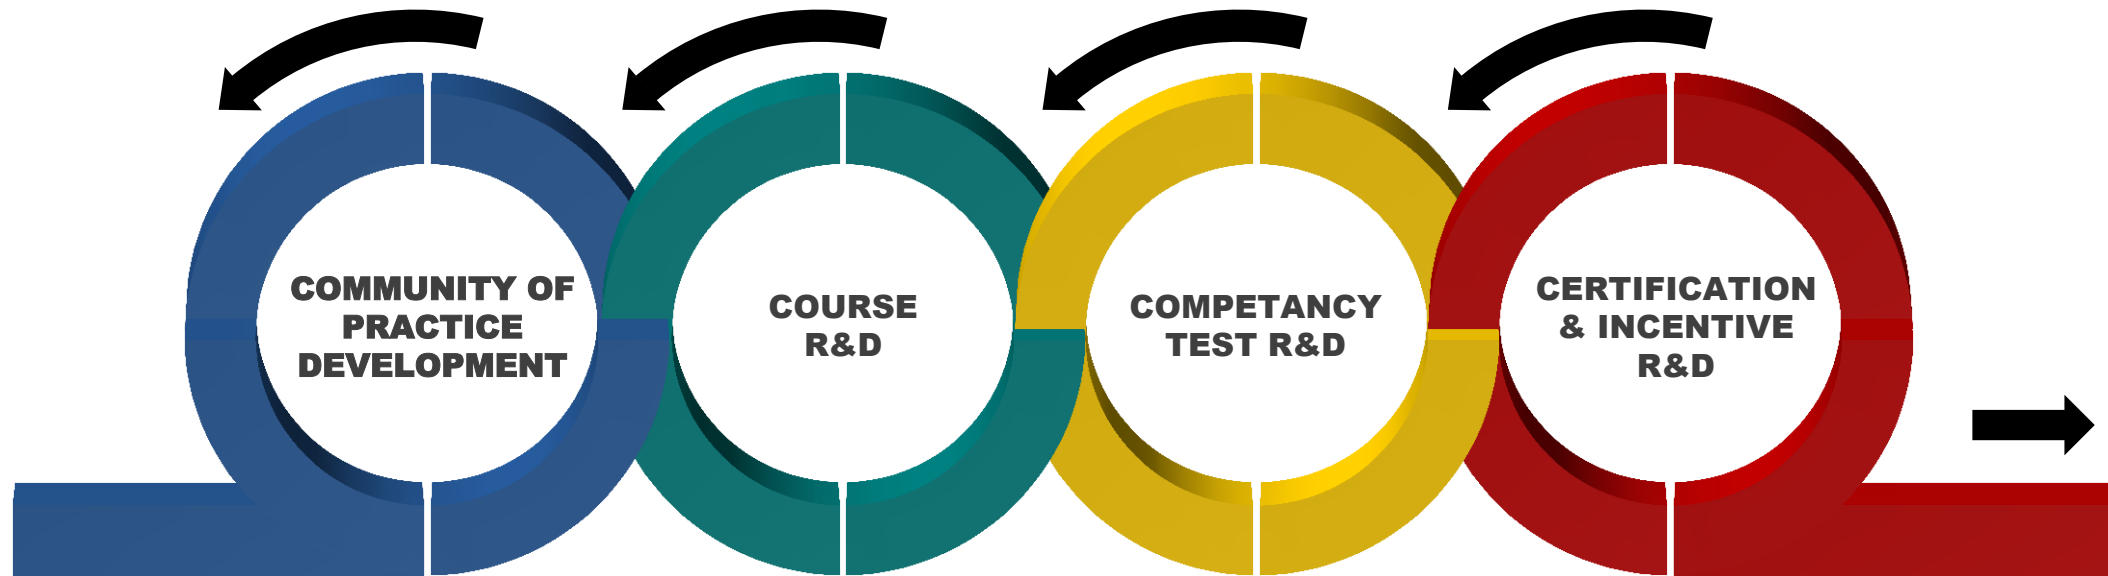 COMMUNITY OF
PRACTICE
DEVELOPMENT
COURSE
R&D
COMPETANCY
TEST R&D
CERTIFICATION
& INCENTIVE
R&D